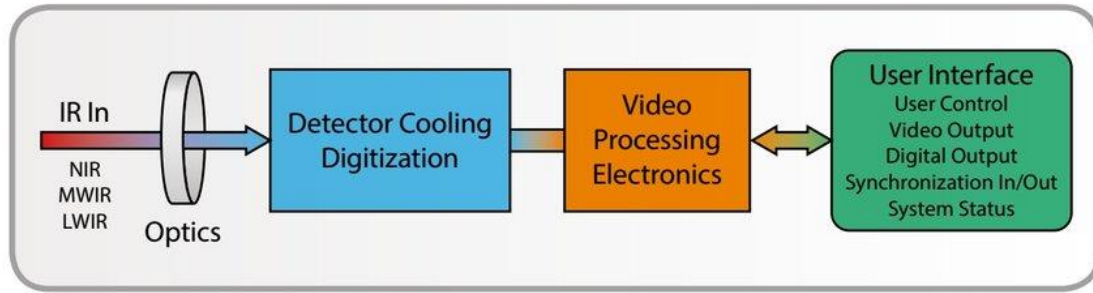 IR In
NIR
MWIR
LWIR
Optics
Detector Cooling
Digitization
Video
Processing
Electronics
User Interface
User Control
Video Output
Digital Output
Synchronization In/Out
System Status